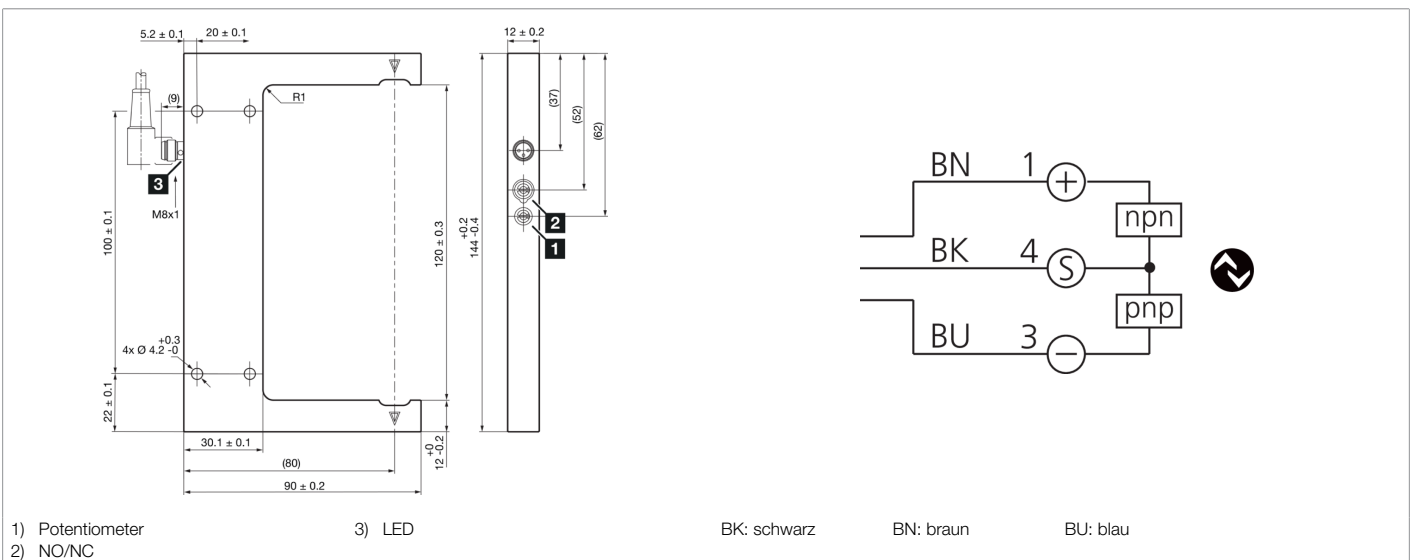 5.2 ± 0.1
20 ± 0.1
12 ± 0.2
(9)
R1
(37)
(52)
(62)
3
M8x1
2
1
100 ± 0.1
120 ± 0.3
+0.2
144 -0.4
+0.3
4x Ø 4.2 -0
22 ± 0.1
30.1 ± 0.1
+0
12 -0.2
(80)
90 ± 0.2
BN 1 +
npn
BK 4 S
pnp
BU 3 −
1) Potentiometer 3) LED BK: schwarz BN: braun BU: blau
2) NO/NC